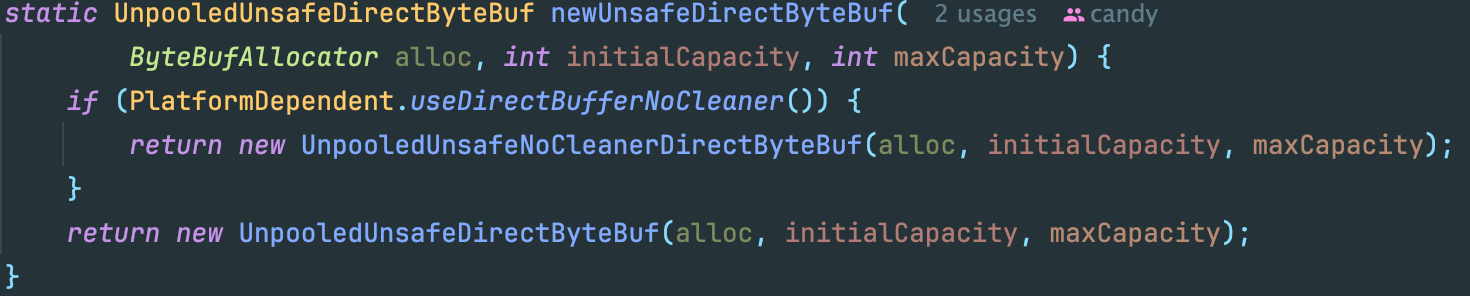 static UnpooledUnsafeDirectByteBuf newUnsafeDirectByteBuf( 2 usages candy
ByteBufAllocator alloc, int initialCapacity, int maxCapacity) {
if (PlatformDependent.useDirectBufferNoCleaner()) {
return new UnpooledUnsafeNoCleanerDirectByteBuf(alloc, initialCapacity, maxCapacity);
}
return new UnpooledUnsafeDirectByteBuf(alloc, initialCapacity, maxCapacity);
}